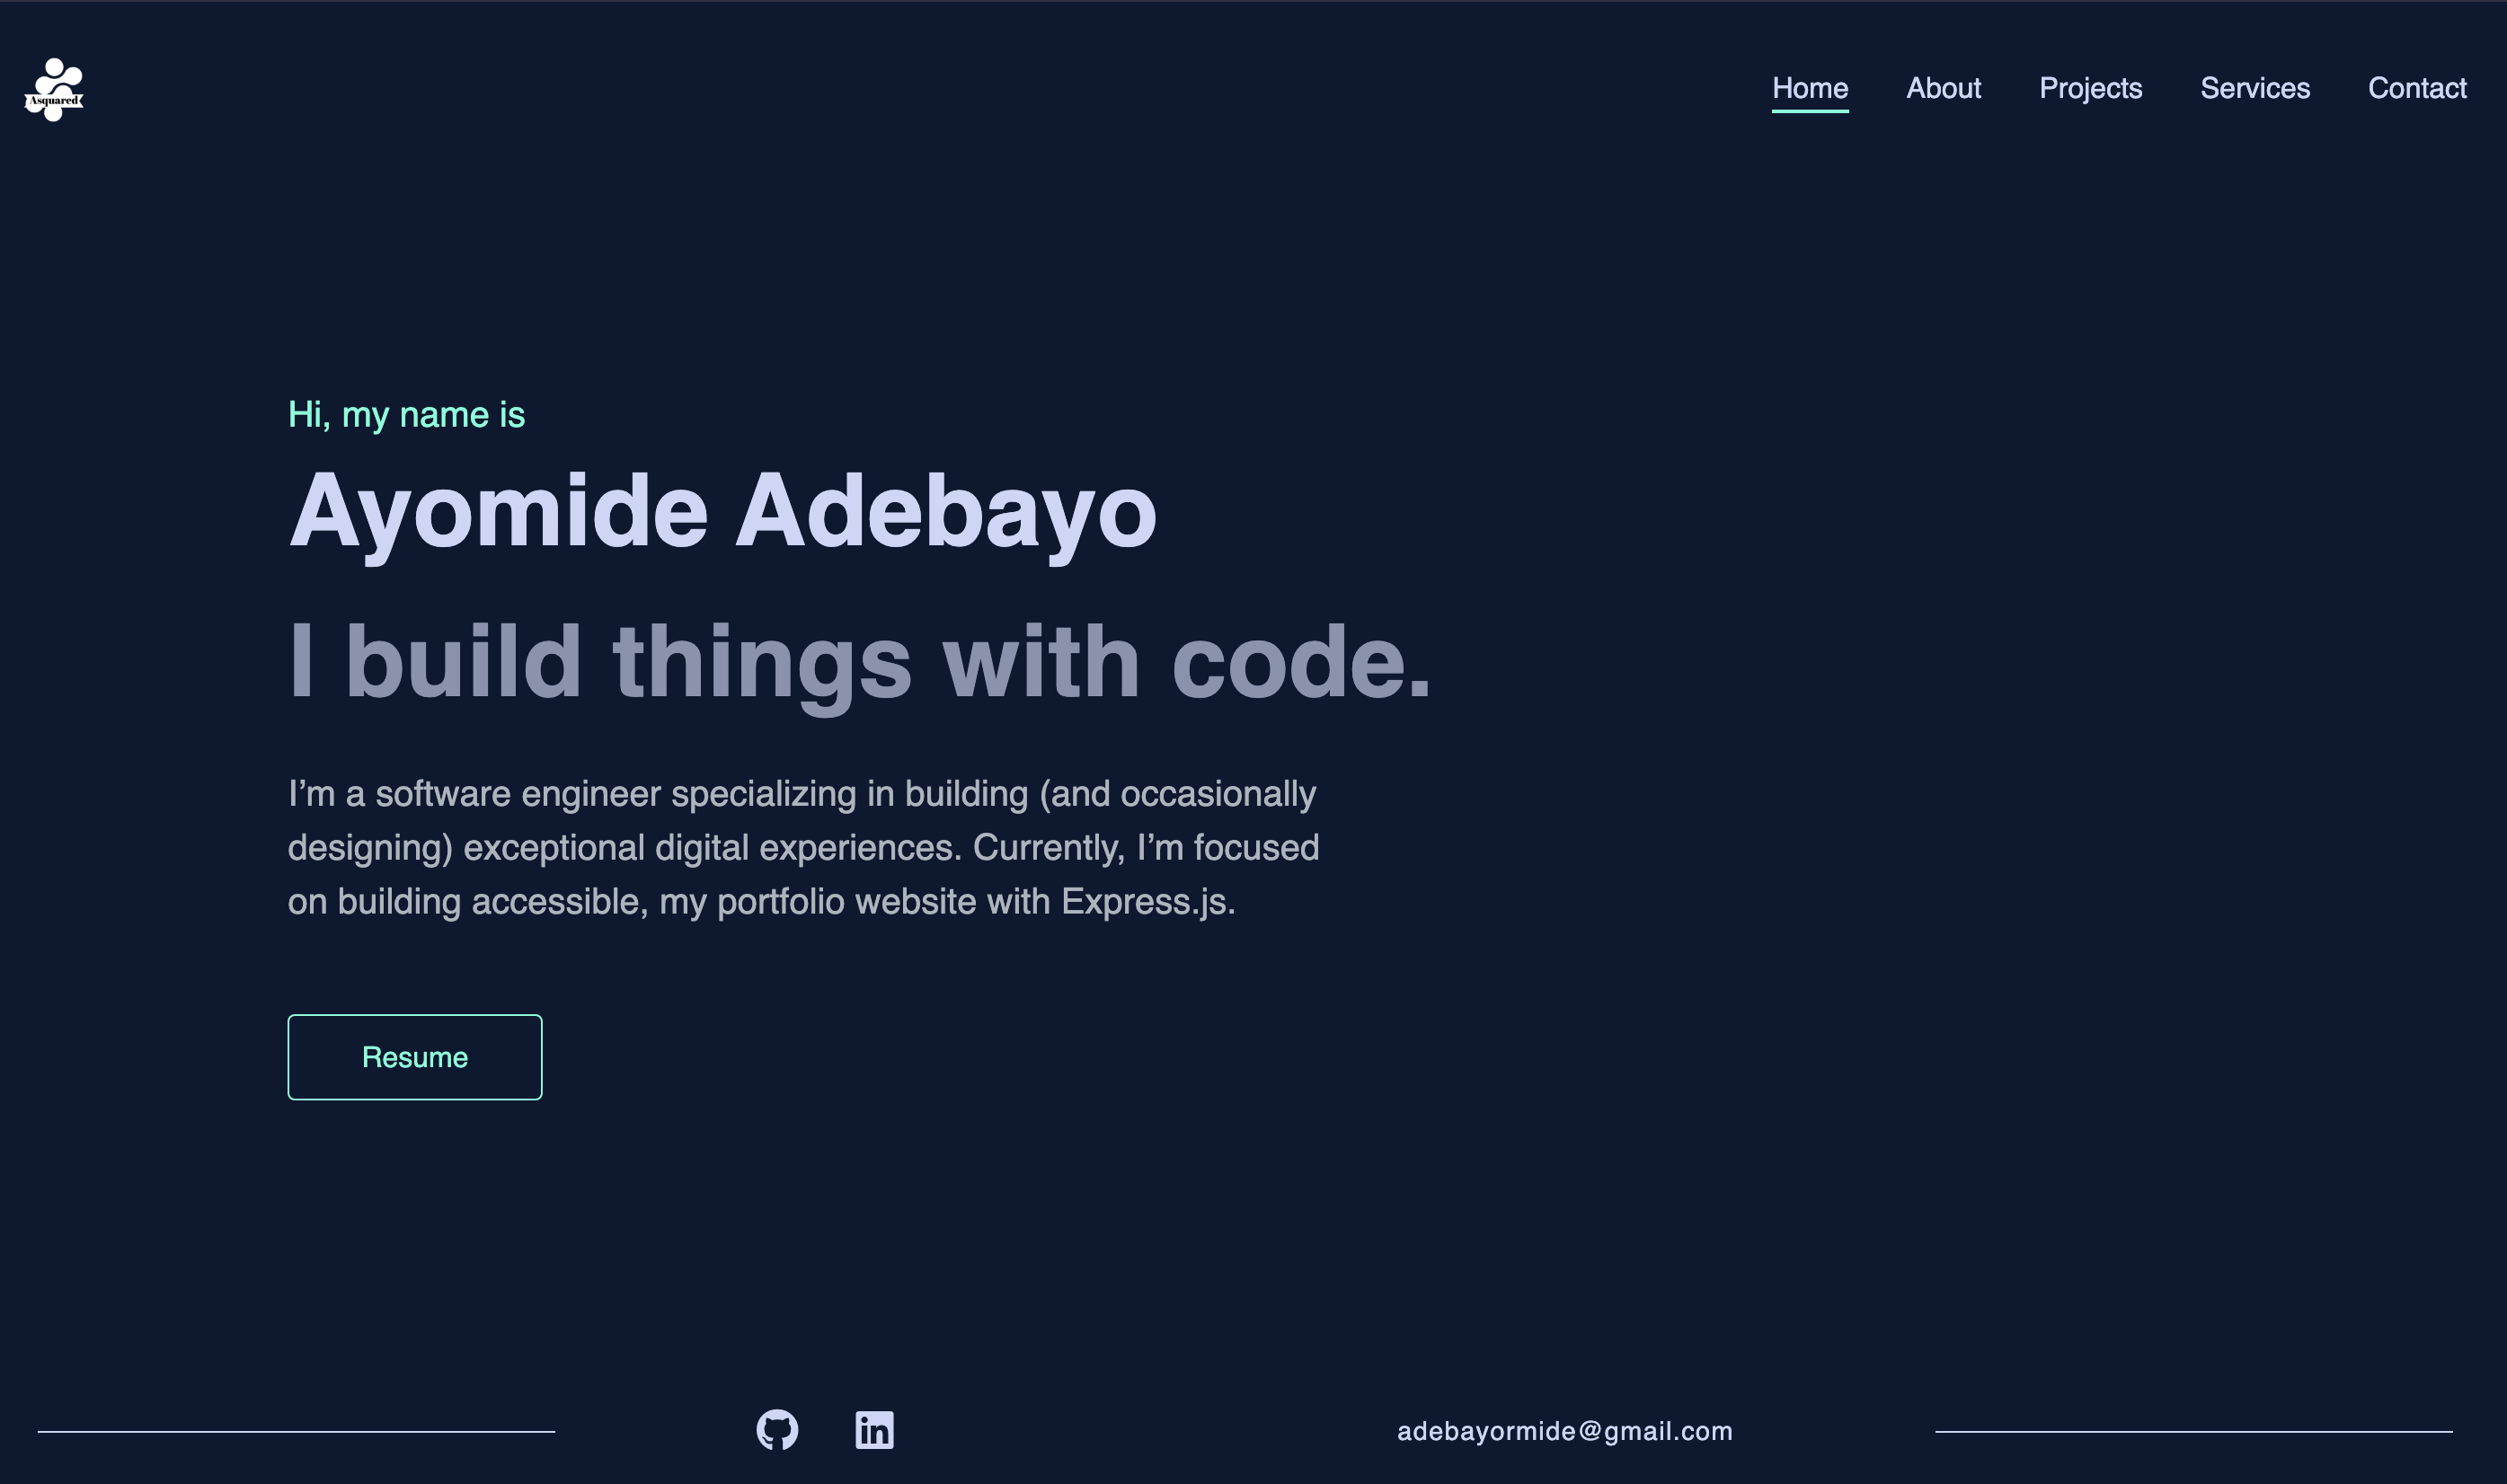 Asquared
Home About Projects Services Contact
Hi, my name is
Ayomide Adebayo
I build things with code.
I’m a software engineer specializing in building (and occasionally
designing) exceptional digital experiences. Currently, I’m focused
on building accessible, my portfolio website with Express.js.
Resume
in
adebayormide@gmail.com